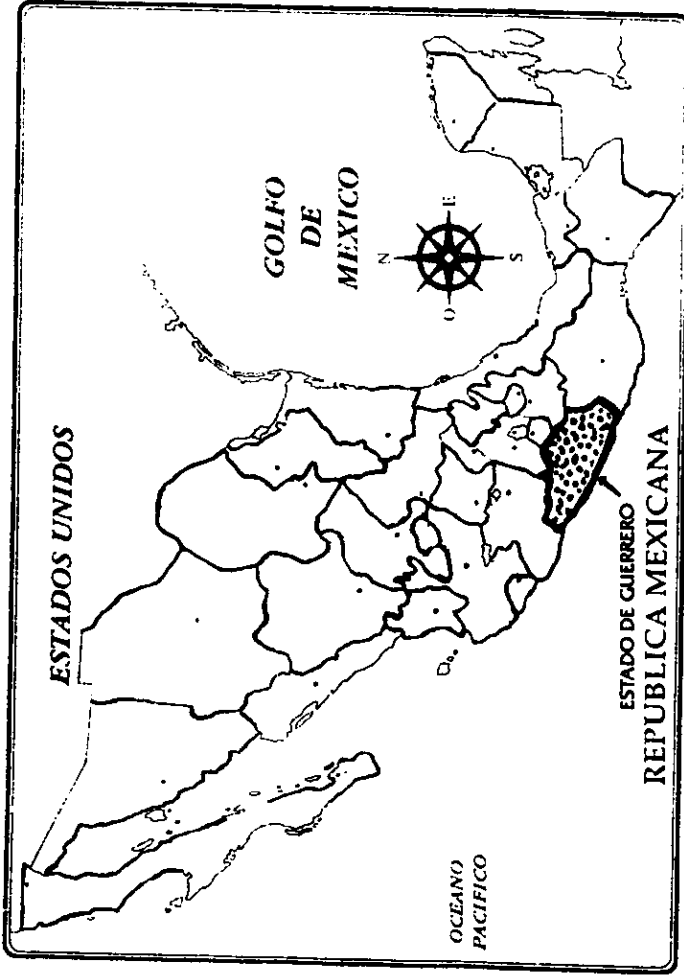 ESTADOS UNIDOS
GOLFO
DE
MEXICO
N
O
E
S
OCEANO
PACIFICO
ESTADO DE GUERRERO
REPUBLICA MEXICANA